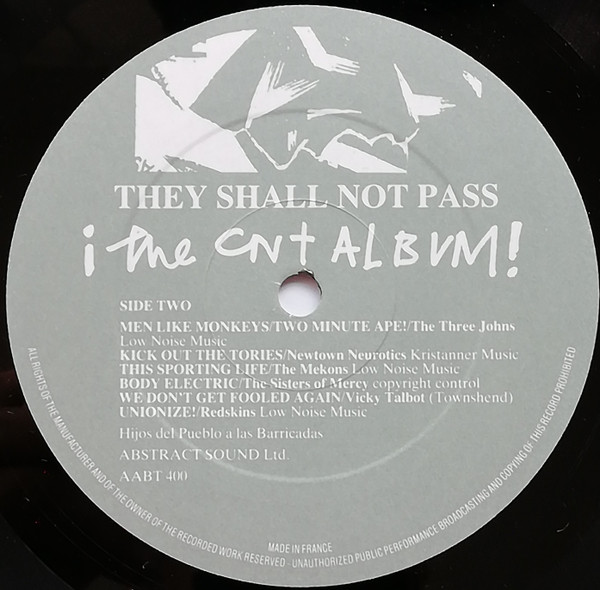 THEY SHALL NOT PASS
¡ the CNt ALBUM!
SIDE TWO
MEN LIKE MONKEYS/TWO MINUTE APE!/The Three Johns
Low Noise Music
KICK OUT THE TORIES/Newtown Neurotics Kristanner Music
THIS SPORTING LIFE/The Mekons Low Noise Music
BODY ELECTRIC/The Sisters of Mercy copyright control
WE DON'T GET FOOLED AGAIN/Vicky Talbot (Townshend)
UNIONIZE!/Redskins Low Noise Music
Hijos del Pueblo a las Barricadas
ABSTRACT SOUND Ltd.
AABT 400
MADE IN FRANCE
ALL RIGHTS OF THE MANUFACTURER AND OF THE OWNER OF THE RECORDED WORK RESERVED - UNAUTHORIZED PUBLIC PERFORMANCE BROADCASTING AND COPYING OF THIS RECORD PROHIBITED